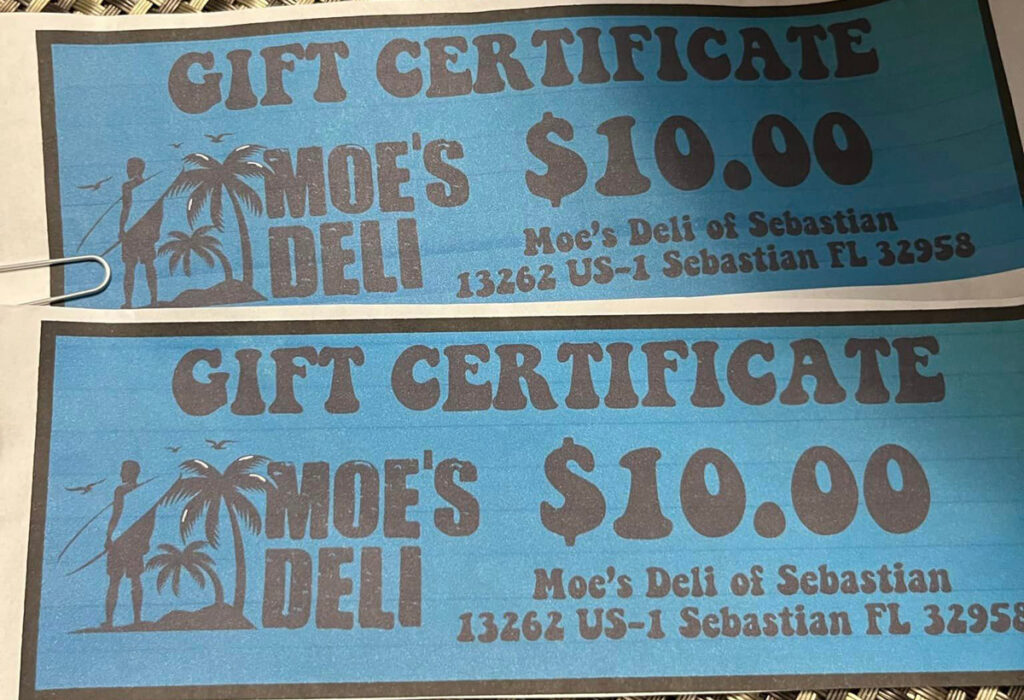 GIFT CERTIFICATE
MOE'S
DELI
$10.00
Moe's Deli of Sebastian
13262 US-1 Sebastian FL 32958
GIFT CERTIFICATE
MOE'S
DELI
$10.00
Moe's Deli of Sebastian
13262 US-1 Sebastian FL 32958